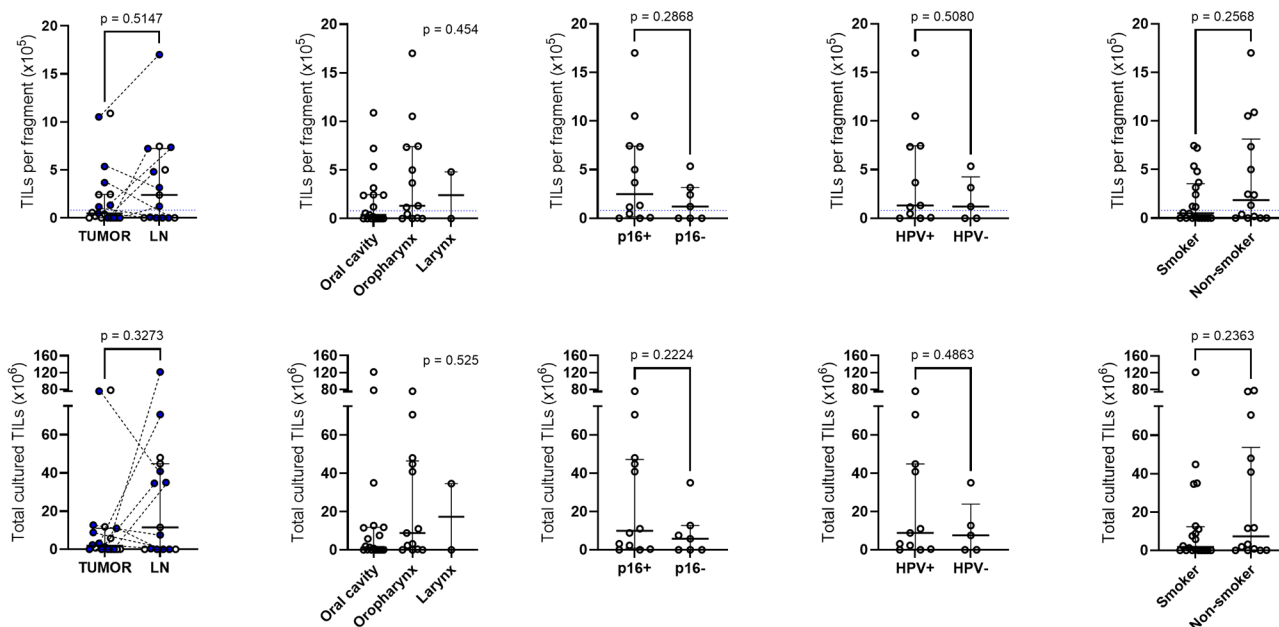 p = 0.5147
TILs per fragment (x10⁵)
20
15
10
5
0
TUMOR LN
p = 0.454
TILs per fragment (x10⁵)
20
15
10
5
0
Oral cavity Oropharynx Larynx
p = 0.2868
TILs per fragment (x10⁵)
20
15
10
5
0
p16+ p16-
p = 0.5080
TILs per fragment (x10⁵)
20
15
10
5
0
HPV+ HPV-
p = 0.2568
TILs per fragment (x10⁵)
20
15
10
5
0
Smoker Non-smoker
p = 0.3273
Total cultured TILs (x10⁶)
160
120
80
60
40
20
0
TUMOR LN
p = 0.525
Total cultured TILs (x10⁶)
160
120
80
60
40
20
0
Oral cavity Oropharynx Larynx
p = 0.2224
Total cultured TILs (x10⁶)
160
120
80
60
40
20
0
p16+ p16-
p = 0.4863
Total cultured TILs (x10⁶)
160
120
80
60
40
20
0
HPV+ HPV-
p = 0.2363
Total cultured TILs (x10⁶)
160
120
80
60
40
20
0
Smoker Non-smoker